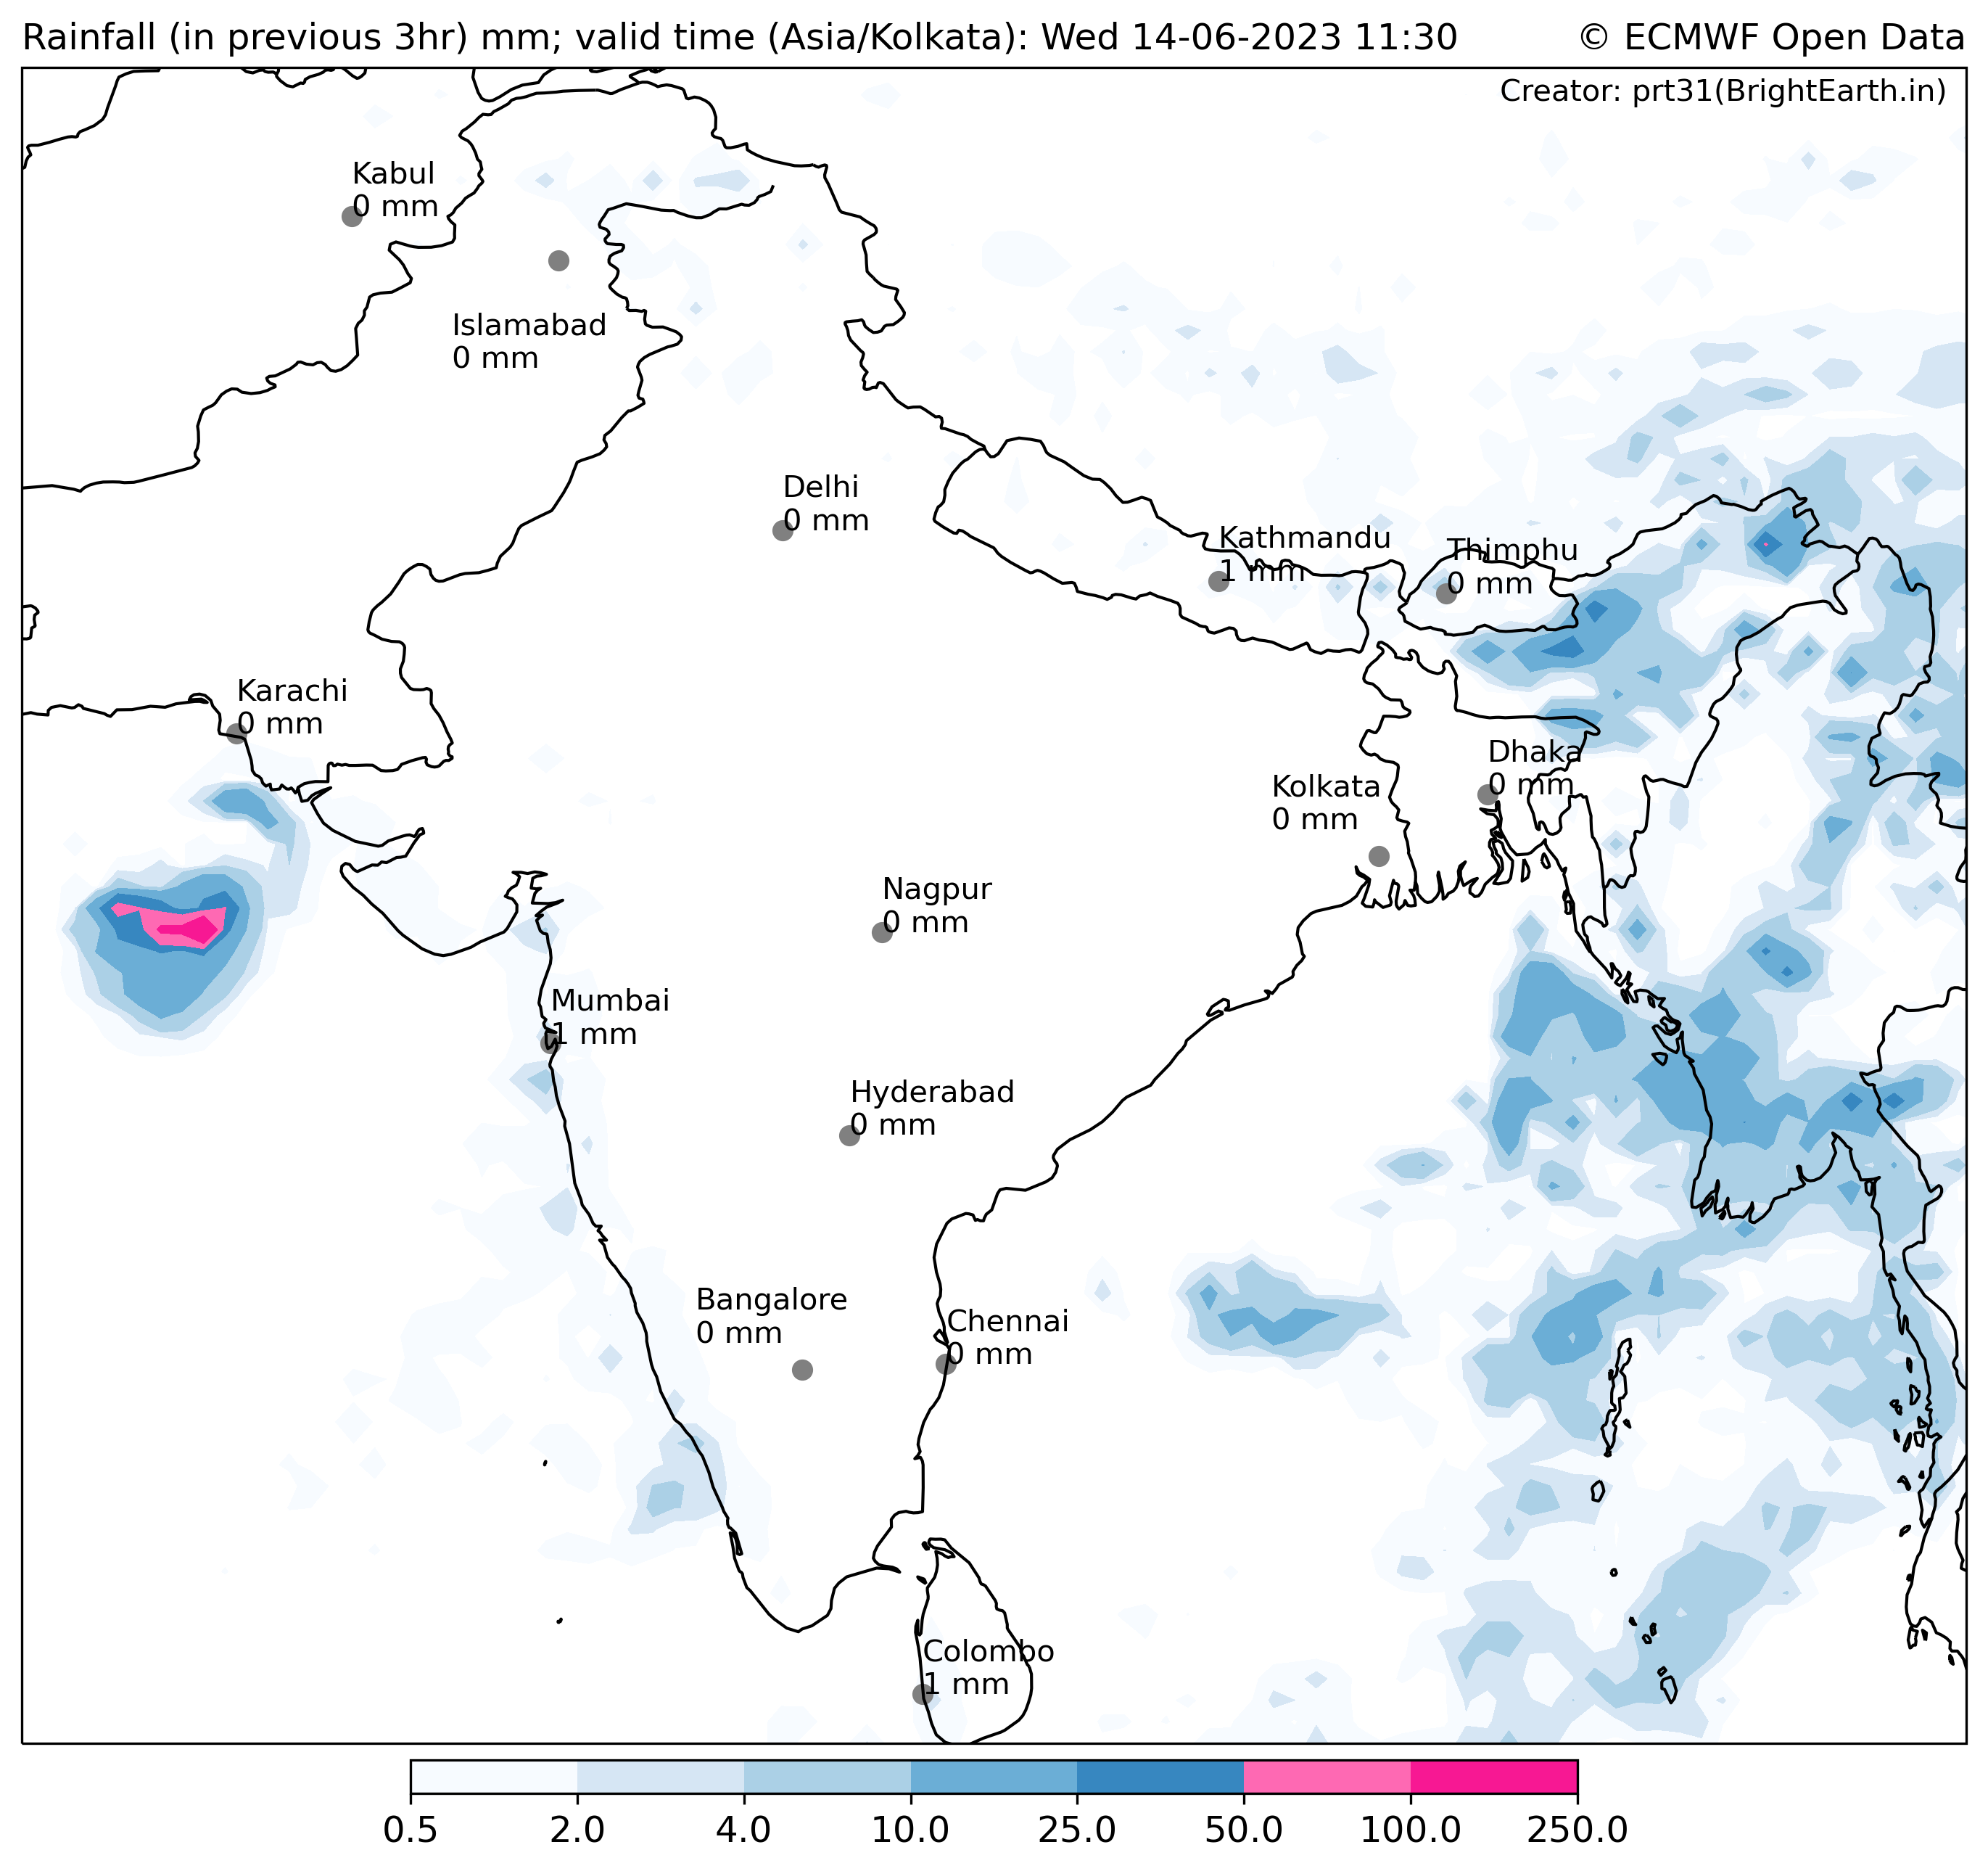 Rainfall (in previous 3hr) mm; valid time (Asia/Kolkata): Wed 14-06-2023 11:30
© ECMWF Open Data
Creator: prt31(BrightEarth.in)
Kabul
0 mm
Islamabad
0 mm
Delhi
0 mm
Kathmandu
1 mm
Thimphu
0 mm
Karachi
0 mm
Dhaka
0 mm
Kolkata
0 mm
Nagpur
0 mm
Mumbai
1 mm
Hyderabad
0 mm
Bangalore
0 mm
Chennai
0 mm
Colombo
1 mm
0.5 2.0 4.0 10.0 25.0 50.0 100.0 250.0